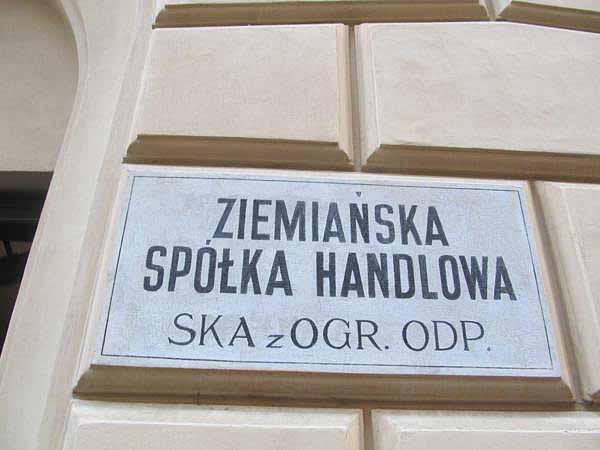 ZIEMIAŃSKA
SPÓŁKA HANDLOWA
SKA z OGR. ODP.